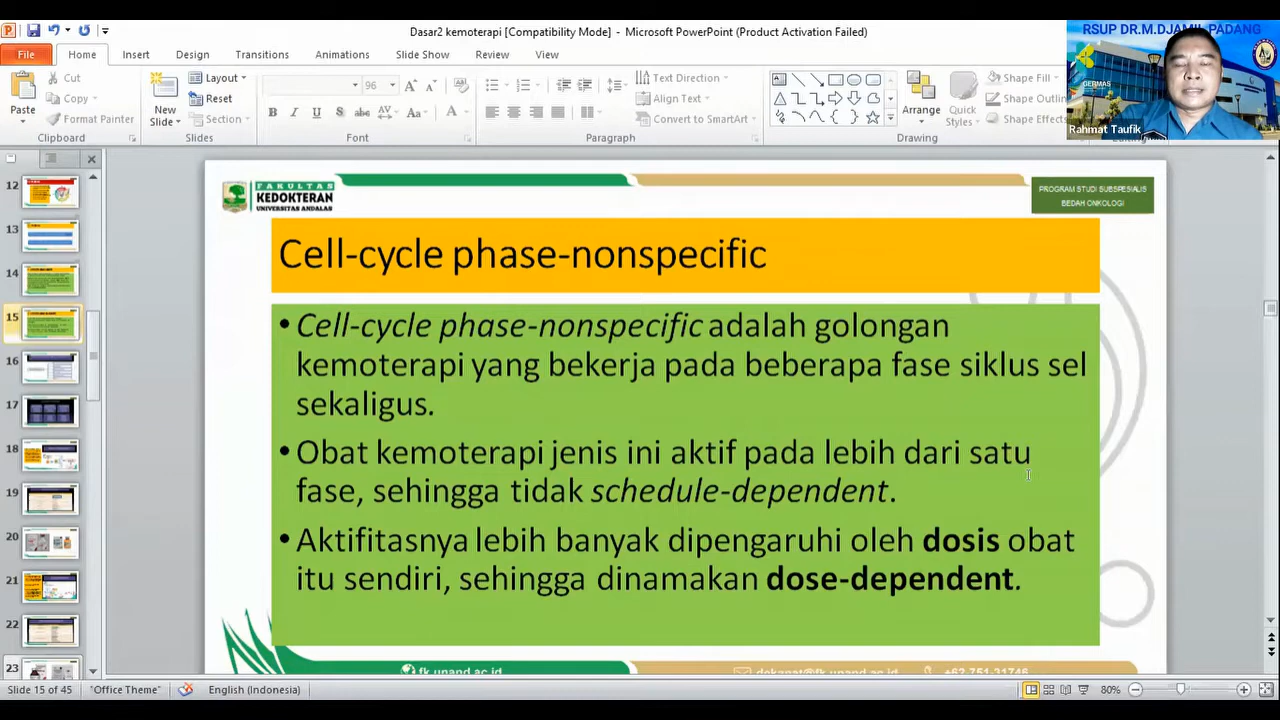 Dasar2 kemoterapi [Compatibility Mode] - Microsoft PowerPoint (Product Activation Failed)
File Home Insert Design Transitions Animations Slide Show Review View
RSUP DR.M.DJAMIL PADANG
GERMAS
Rahmat Taufik
Cut
Copy
Format Painter
Paste
Clipboard
New
Slide
Layout
Reset
Section
Slides
96
Font
Text Direction
Align Text
Convert to SmartArt
Paragraph
Arrange
Quick
Styles
Shape Fill
Shape Outlin
Shape Effects
Drawing
12
13
14
15
16
17
18
19
20
21
22
23
FAKULTAS
KEDOKTERAN
UNIVERSITAS ANDALAS
PROGRAM STUDI SUBSPESIALIS
BEDAH ONKOLOGI
Cell-cycle phase-nonspecific
• Cell-cycle phase-nonspecific adalah golongan
kemoterapi yang bekerja pada beberapa fase siklus sel
sekaligus.
• Obat kemoterapi jenis ini aktif pada lebih dari satu
fase, sehingga tidak schedule-dependent.
• Aktifitasnya lebih banyak dipengaruhi oleh dosis obat
itu sendiri, sehingga dinamakan dose-dependent.
fk.unand.ac.id
dekanat@fk.unand.ac.id
+62 751-31746
Slide 15 of 45 "Office Theme" English (Indonesia) 80%